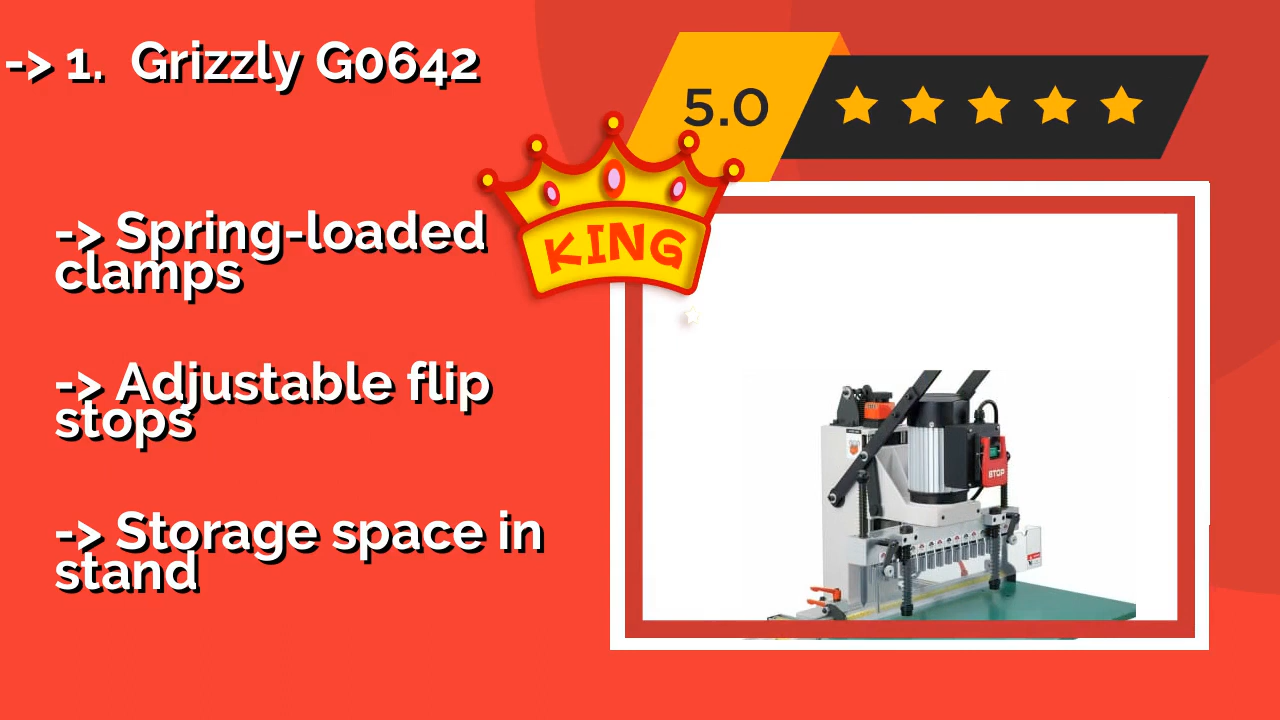 -> 1. Grizzly G0642
5.0
KING
-> Spring-loaded
clamps
-> Adjustable flip
stops
-> Storage space in
stand
STOP